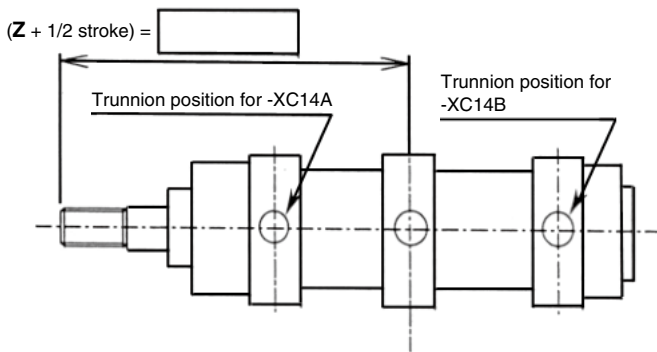 (Z + 1/2 stroke) =
Trunnion position for -XC14A
Trunnion position for
-XC14B